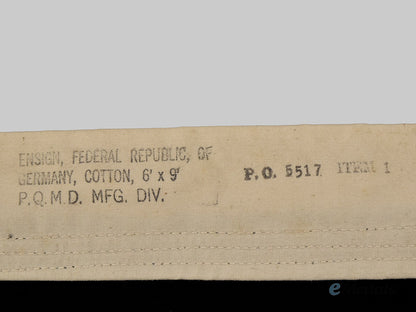 ENSIGN, FEDERAL REPUBLIC, OF
GERMANY, COTTON, 6' x 9'
P.Q.M.D. MFG. DIV.
P.O. 5517 ITEM 1